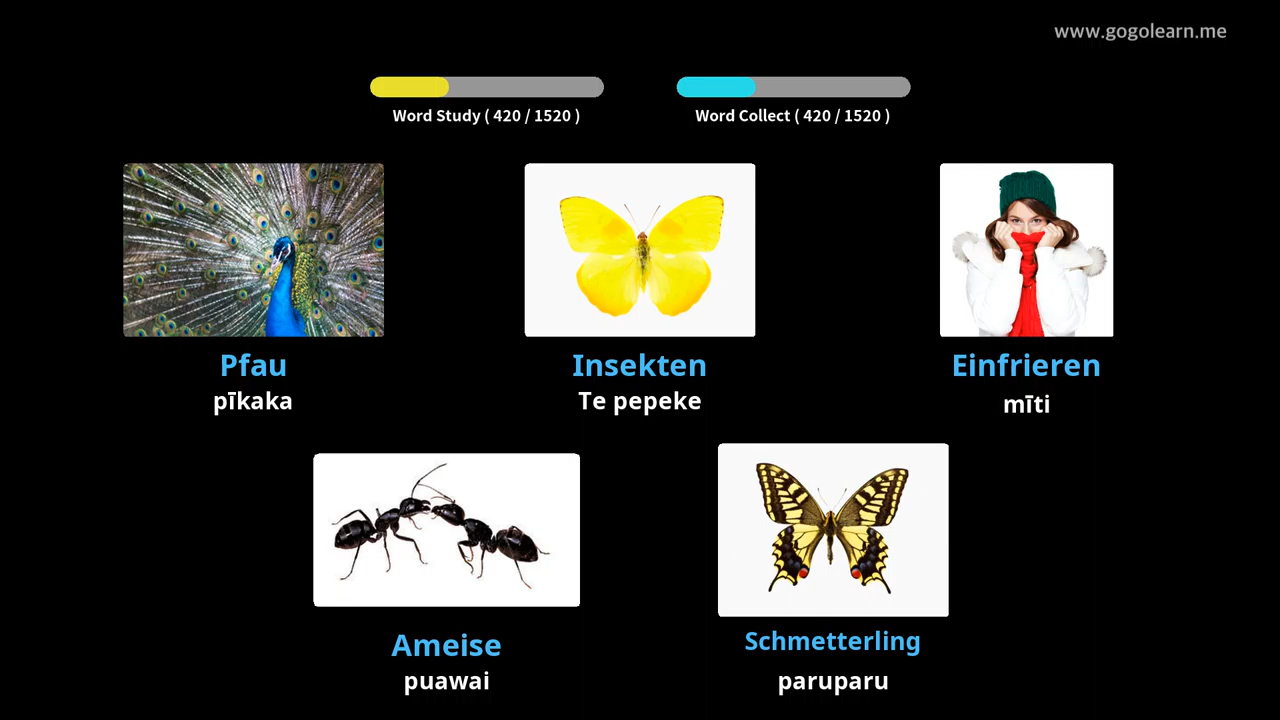 www.gogolearn.me
Word Study ( 420 / 1520 )
Word Collect ( 420 / 1520 )
Pfau
pīkaka
Insekten
Te pepeke
Einfrieren
mīti
Ameise
puawai
Schmetterling
paruparu